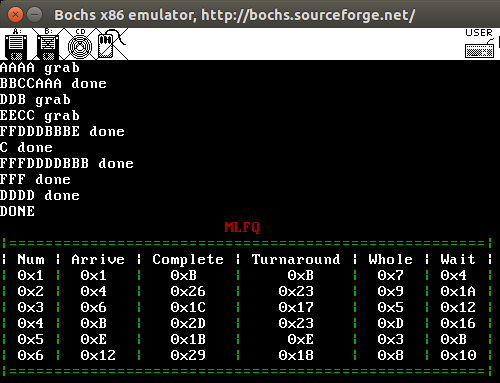 Bochs x86 emulator, http://bochs.sourceforge.net/
A: B: CD USER
AAAA grab
BBCCAAA done
DDB grab
EECC grab
FFDDDBBBE done
C done
FFFDDDDBBB done
FFF done
DDDD done
DONE
MLFQ
| Num | Arrive | Complete | Turnaround | Whole | Wait |
| 0x1 | 0x1 | 0xB | 0xB | 0x7 | 0x4 |
| 0x2 | 0x4 | 0x26 | 0x23 | 0x9 | 0x1A |
| 0x3 | 0x6 | 0x1C | 0x17 | 0x5 | 0x12 |
| 0x4 | 0xB | 0x2D | 0x23 | 0xD | 0x16 |
| 0x5 | 0xE | 0x1B | 0xE | 0x3 | 0xB |
| 0x6 | 0x12 | 0x29 | 0x18 | 0x8 | 0x10 |